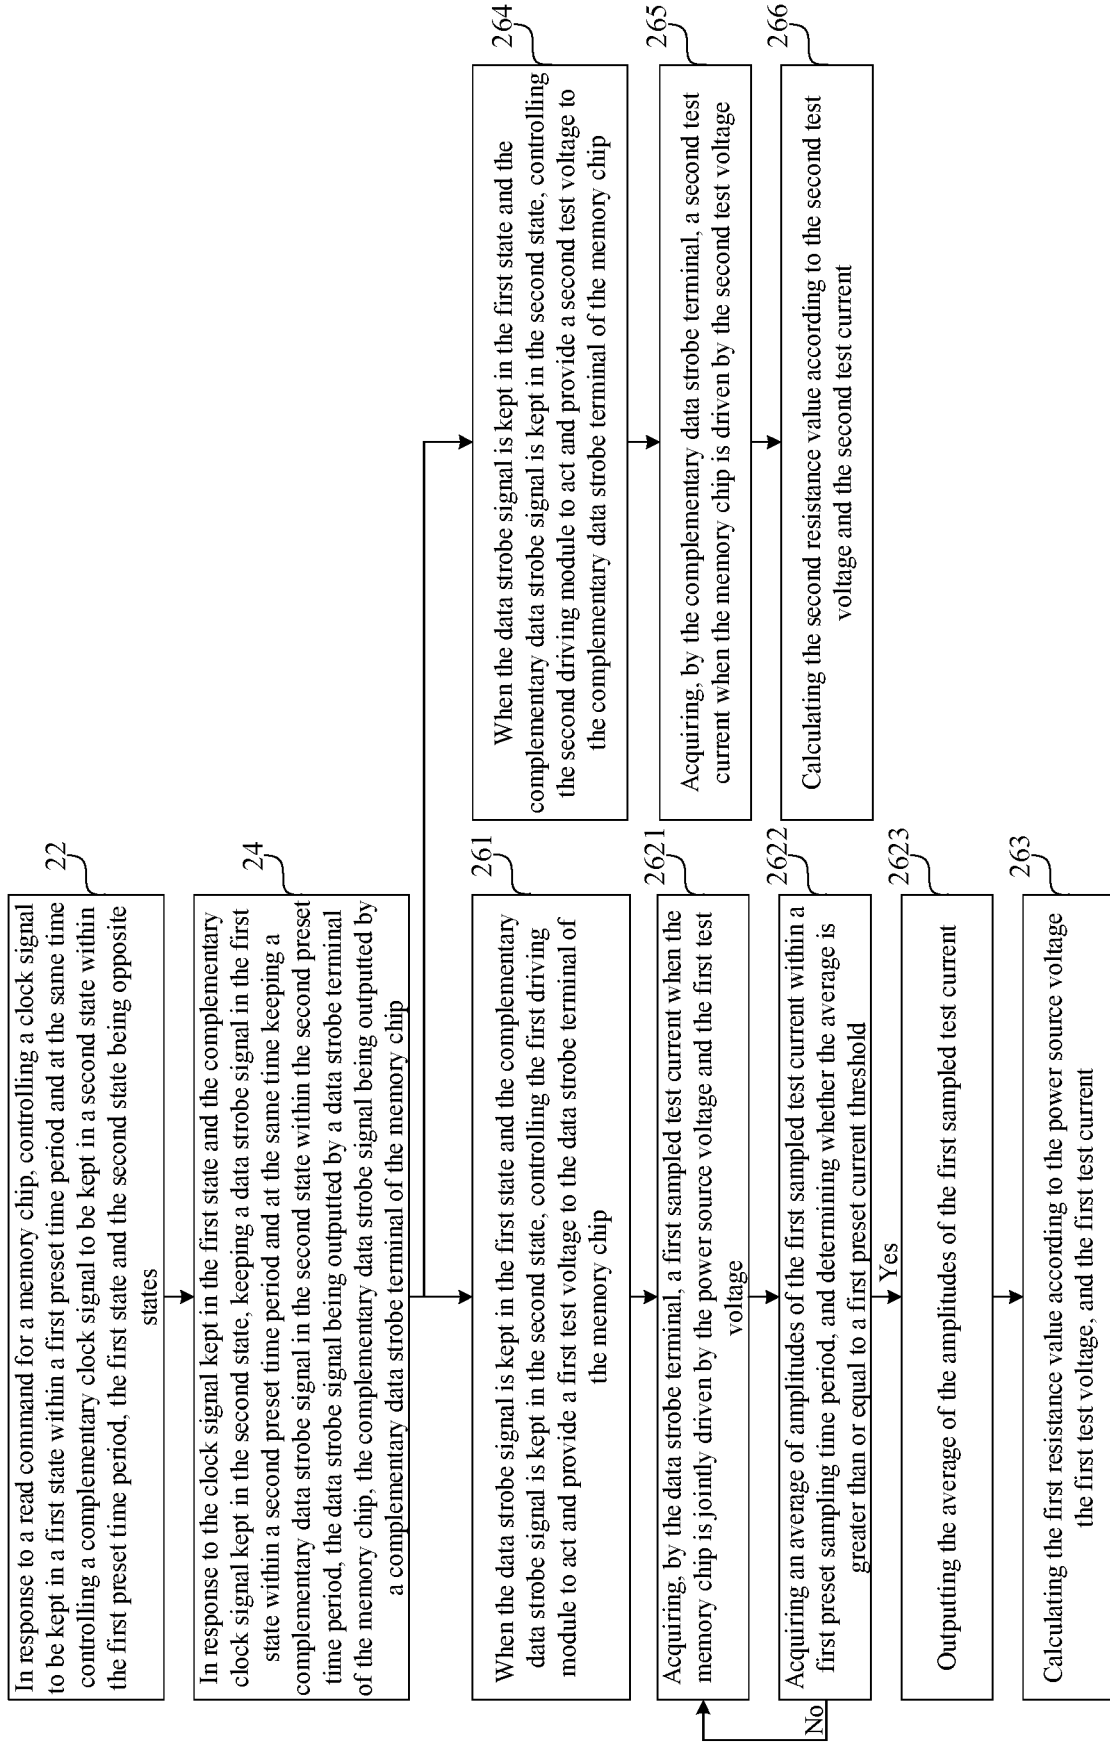 22
In response to a read command for a memory chip, controlling a clock signal
to be kept in a first state within a first preset time period and at the same time
controlling a complementary clock signal to be kept in a second state within
the first preset time period, the first state and the second state being opposite
states
24
In response to the clock signal kept in the first state and the complementary
clock signal kept in the second state, keeping a data strobe signal in the first
state within a second preset time period and at the same time keeping a
complementary data strobe signal in the second state within the second preset
time period, the data strobe signal being outputted by a data strobe terminal
of the memory chip, the complementary data strobe signal being outputted by
a complementary data strobe terminal of the memory chip
261
When the data strobe signal is kept in the first state and the complementary
data strobe signal is kept in the second state, controlling the first driving
module to act and provide a first test voltage to the data strobe terminal of
the memory chip
2621
Acquiring, by the data strobe terminal, a first sampled test current when the
memory chip is jointly driven by the power source voltage and the first test
voltage
2622
Acquiring an average of amplitudes of the first sampled test current within a
first preset sampling time period, and determining whether the average is
greater than or equal to a first preset current threshold
No
Yes
2623
Outputting the average of the amplitudes of the first sampled test current
263
Calculating the first resistance value according to the power source voltage
the first test voltage, and the first test current
264
When the data strobe signal is kept in the first state and the
complementary data strobe signal is kept in the second state, controlling
the second driving module to act and provide a second test voltage to
the complementary data strobe terminal of the memory chip
265
Acquiring, by the complementary data strobe terminal, a second test
current when the memory chip is driven by the second test voltage
266
Calculating the second resistance value according to the second test
voltage and the second test current